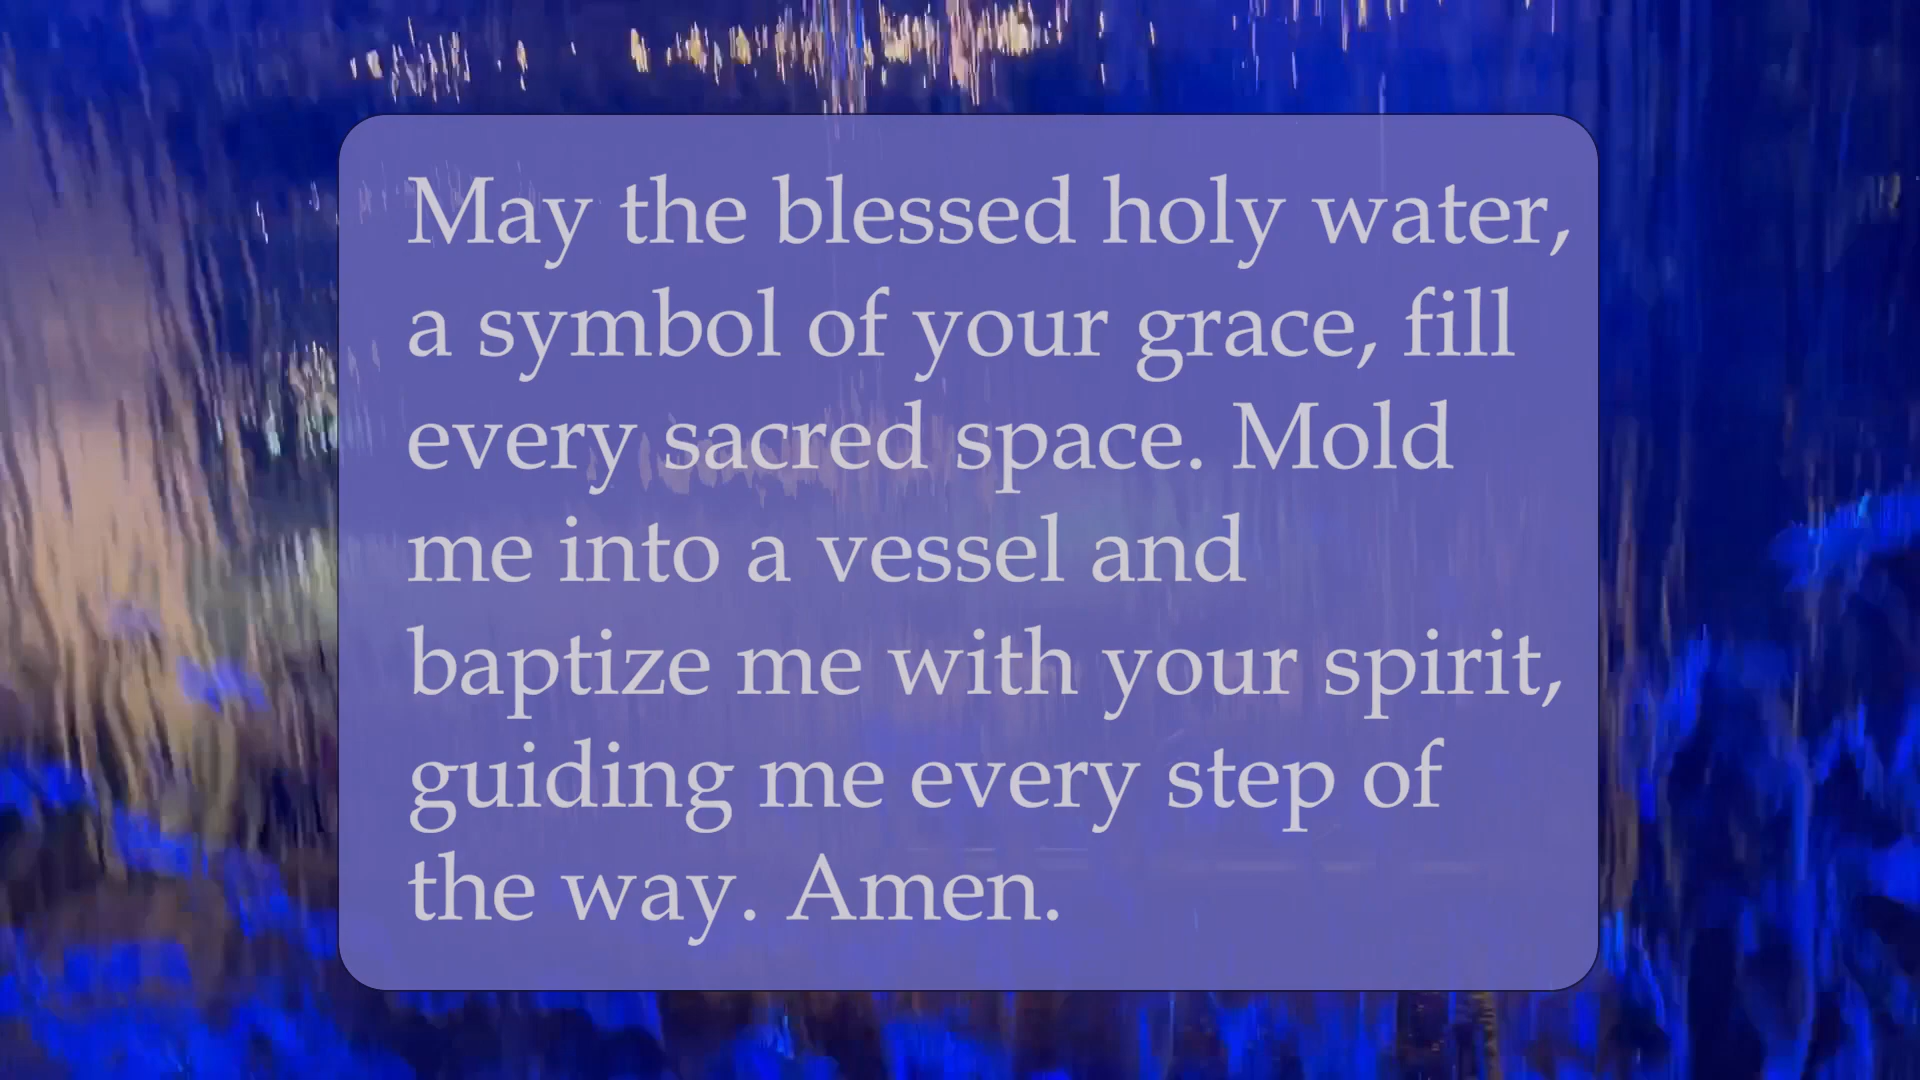 May the blessed holy water,
a symbol of your grace, fill
every sacred space. Mold
me into a vessel and
baptize me with your spirit,
guiding me every step of
the way. Amen.